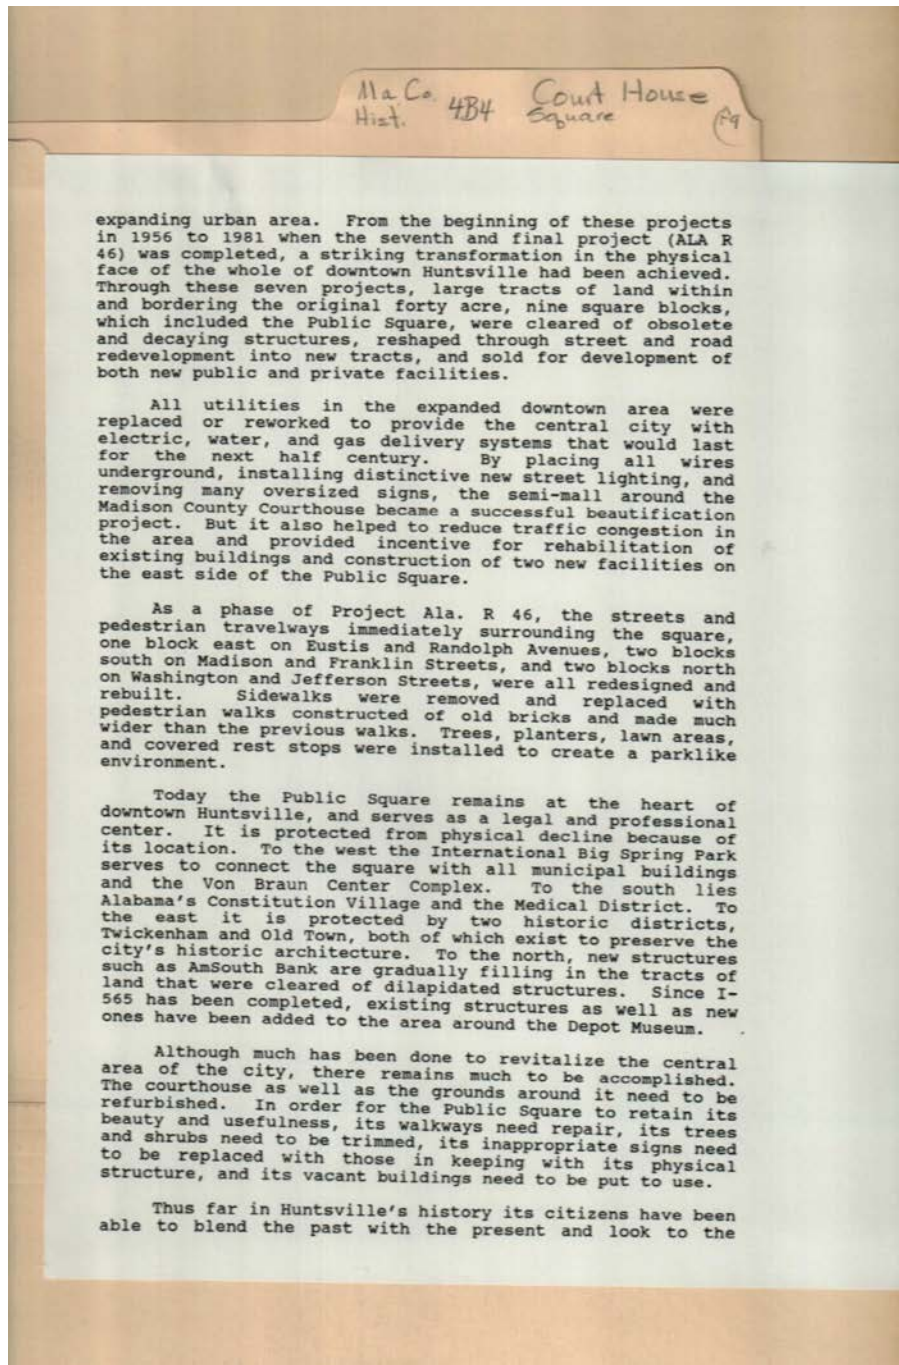 Ma. Co. 4B4 Court House
Hist. Square
expanding urban area. From the beginning of these projects
in 1956 to 1981 when the seventh and final project (ALA R
46) was completed, a striking transformation in the physical
face of the whole of downtown Huntsville had been achieved.
Through these seven projects, large tracts of land within
and bordering the original forty acre, nine square blocks,
which included the Public Square, were cleared of obsolete
and decaying structures, reshaped through street and road
redevelopment into new tracts, and sold for development of
both new public and private facilities.
All utilities in the expanded downtown area were
replaced or reworked to provide the central city with
electric, water, and gas delivery systems that would last
for the next half century. By placing all wires
underground, installing distinctive new street lighting, and
removing many oversized signs, the semi-mall around the
Madison County Courthouse became a successful beautification
project. But it also helped to reduce traffic congestion in
the area and provided incentive for rehabilitation of
existing buildings and construction of two new facilities on
the east side of the Public Square.
As a phase of Project Ala. R 46, the streets and
pedestrian travelways immediately surrounding the square,
one block east on Eustis and Randolph Avenues, two blocks
south on Madison and Franklin Streets, and two blocks north
on Washington and Jefferson Streets, were all redesigned and
rebuilt. Sidewalks were removed and replaced with
pedestrian walks constructed of old bricks and made much
wider than the previous walks. Trees, planters, lawn areas,
and covered rest stops were installed to create a parklike
environment.
Today the Public Square remains at the heart of
downtown Huntsville, and serves as a legal and professional
center. It is protected from physical decline because of
its location. To the west the International Big Spring Park
serves to connect the square with all municipal buildings
and the Von Braun Center Complex. To the south lies
Alabama's Constitution Village and the Medical District. To
the east it is protected by two historic districts,
Twickenham and Old Town, both of which exist to preserve the
city's historic architecture. To the north, new structures
such as AmSouth Bank are gradually filling in the tracts of
land that were cleared of dilapidated structures. Since I-
565 has been completed, existing structures as well as new
ones have been added to the area around the Depot Museum.
Although much has been done to revitalize the central
area of the city, there remains much to be accomplished.
The courthouse as well as the grounds around it need to be
refurbished. In order for the Public Square to retain its
beauty and usefulness, its walkways need repair, its trees
and shrubs need to be trimmed, its inappropriate signs need
to be replaced with those in keeping with its physical
structure, and its vacant buildings need to be put to use.
Thus far in Huntsville's history its citizens have been
able to blend the past with the present and look to the